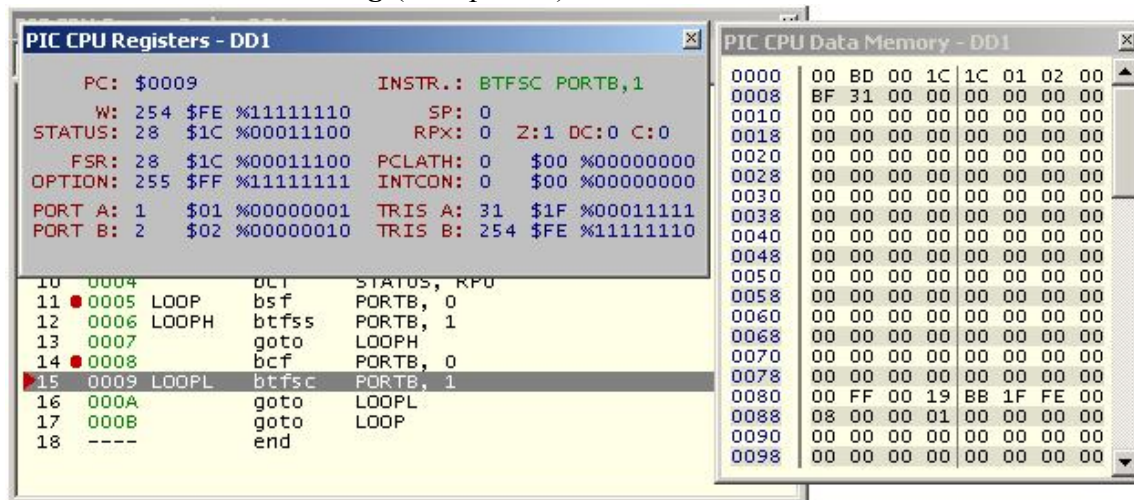 PIC CPU Registers - DD1
PC: $0009 INSTR.: BTFSC PORTB,1
W: 254 $FE %11111110 SP: 0
STATUS: 28 $1C %00011100 RPX: 0 Z:1 DC:0 C:0
FSR: 28 $1C %00011100 PCLATH: 0 $00 %00000000
OPTION: 255 $FF %11111111 INTCON: 0 $00 %00000000
PORT A: 1 $01 %00000001 TRIS A: 31 $1F %00011111
PORT B: 2 $02 %00000010 TRIS B: 254 $FE %11111110
10 0004 bcf STATUS, RP0
11 0005 LOOP bsf PORTB, 0
12 0006 LOOPH btfss PORTB, 1
13 0007 goto LOOPH
14 0008 bcf PORTB, 0
15 0009 LOOPL btfsc PORTB, 1
16 000A goto LOOPL
17 000B goto LOOP
18 ---- end
PIC CPU Data Memory - DD1
0000 00 BD 00 1C 1C 01 02 00
0008 BF 31 00 00 00 00 00 00
0010 00 00 00 00 00 00 00 00
0018 00 00 00 00 00 00 00 00
0020 00 00 00 00 00 00 00 00
0028 00 00 00 00 00 00 00 00
0030 00 00 00 00 00 00 00 00
0038 00 00 00 00 00 00 00 00
0040 00 00 00 00 00 00 00 00
0048 00 00 00 00 00 00 00 00
0050 00 00 00 00 00 00 00 00
0058 00 00 00 00 00 00 00 00
0060 00 00 00 00 00 00 00 00
0068 00 00 00 00 00 00 00 00
0070 00 00 00 00 00 00 00 00
0078 00 00 00 00 00 00 00 00
0080 00 FF 00 19 BB 1F FE 00
0088 08 00 00 01 00 00 00 00
0090 00 00 00 00 00 00 00 00
0098 00 00 00 00 00 00 00 00